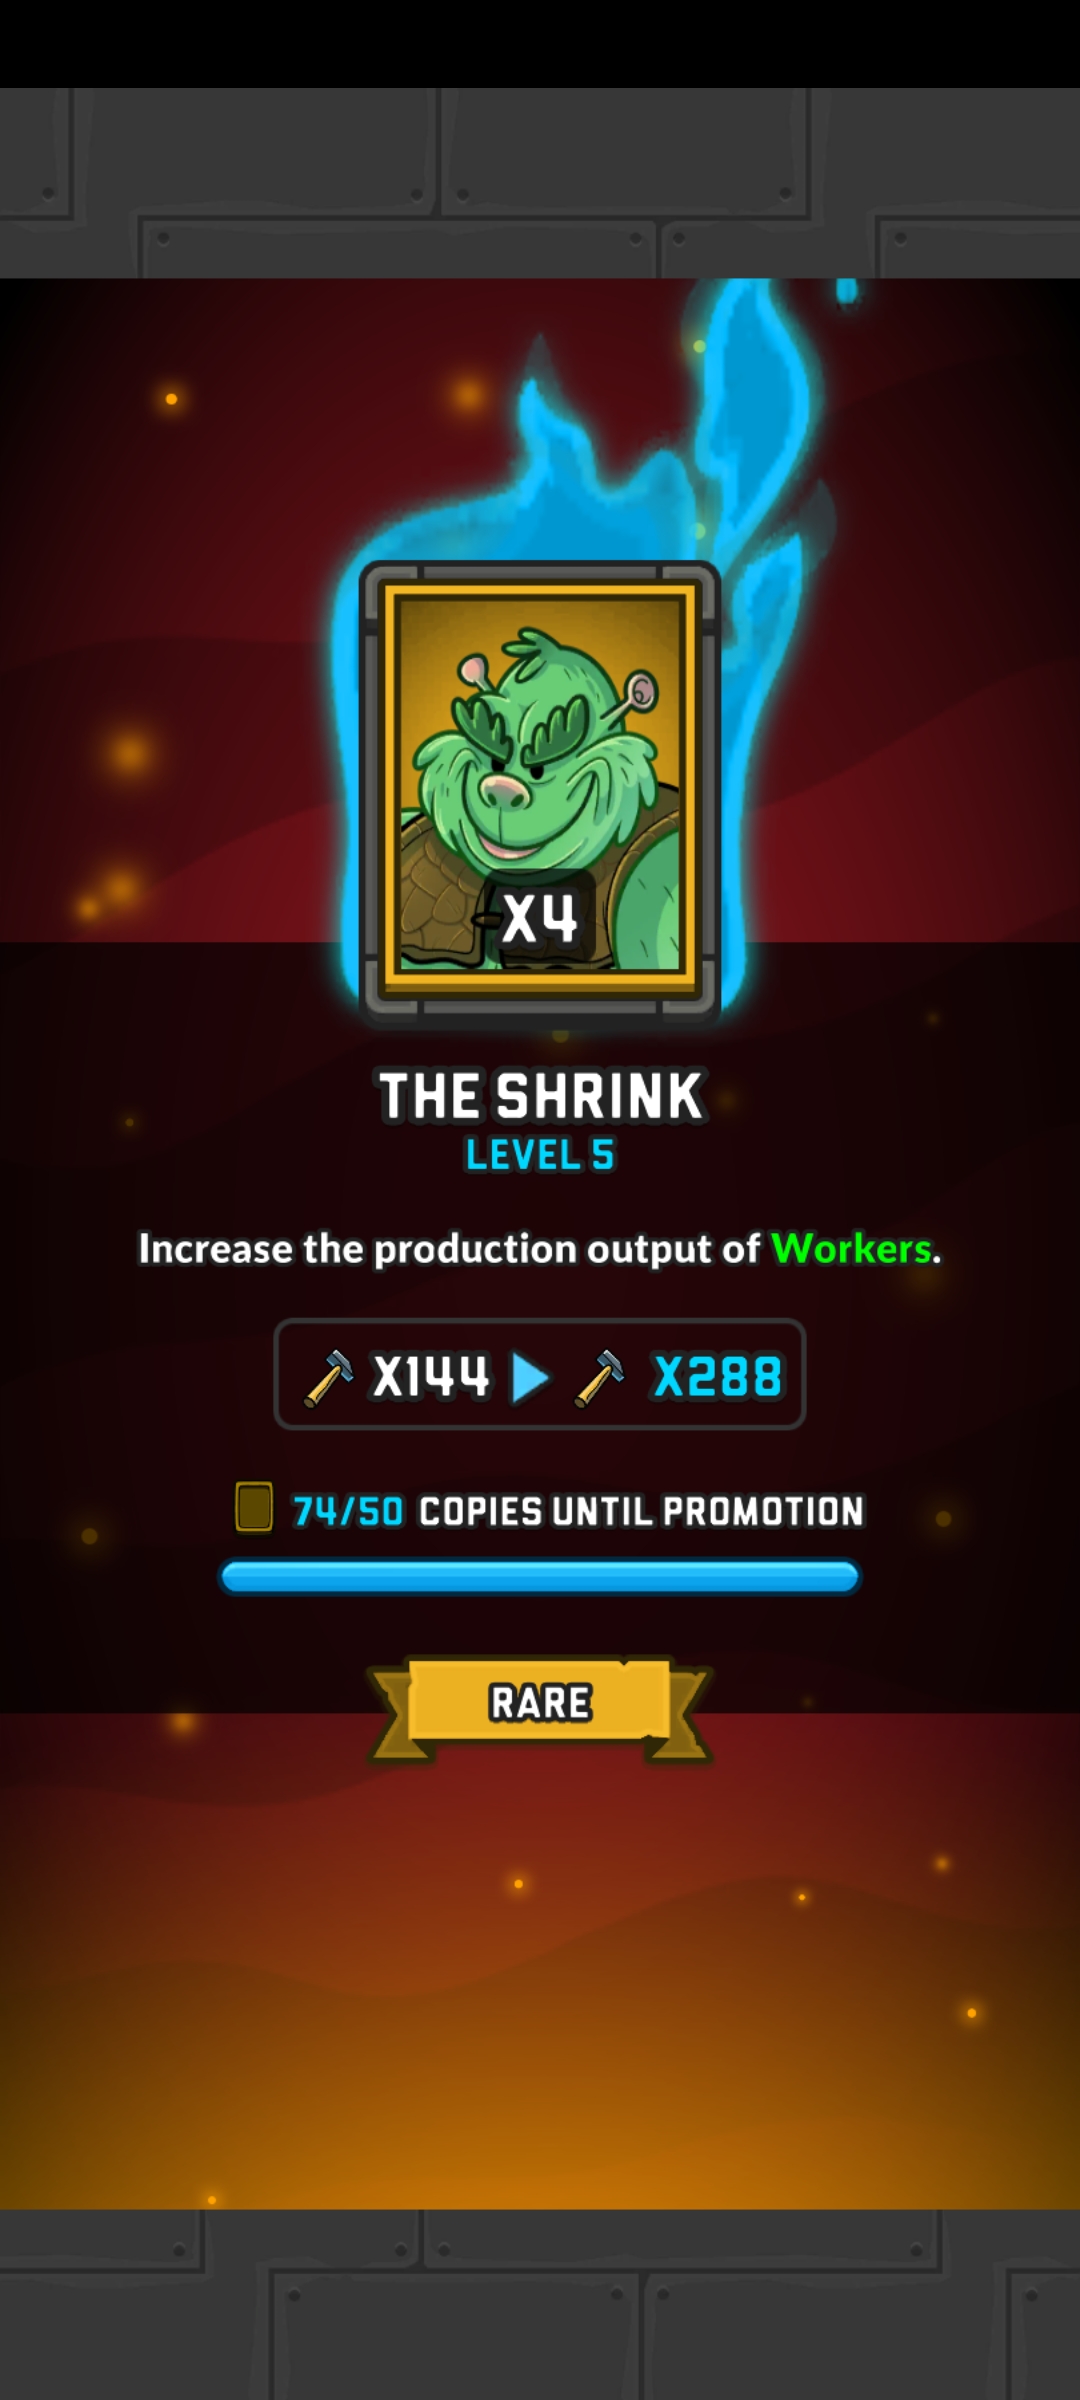 X4
THE SHRINK
LEVEL 5
Increase the production output of Workers.
X144 X288
74/50 COPIES UNTIL PROMOTION
RARE